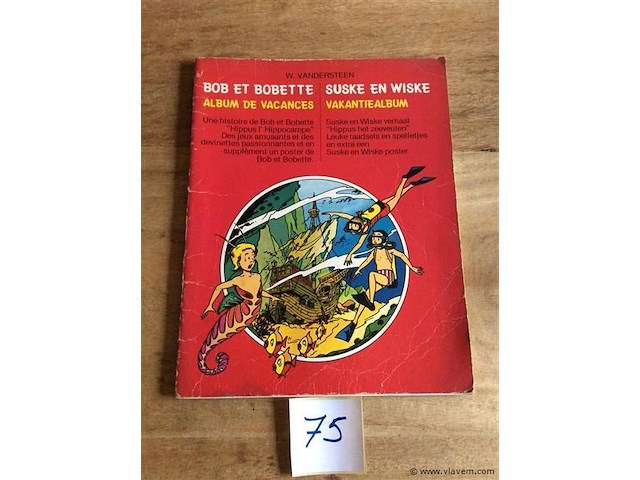 W. VANDERSTEEN
BOB ET BOBETTE
ALBUM DE VACANCES
Une histoire de Bob et Bobette
"Hippus l' Hippocampe"
Des jeux amusants et des
devinettes passionnantes et en
supplément un poster de
Bob et Bobette.
SUSKE EN WISKE
VAKANTIEALBUM
Suske en Wiske verhaal
"Hippus het zeeveulen"
Leuke raadsels en spelletjes
en extra een
Suske en Wiske-poster.
75
© www.vlavem.com